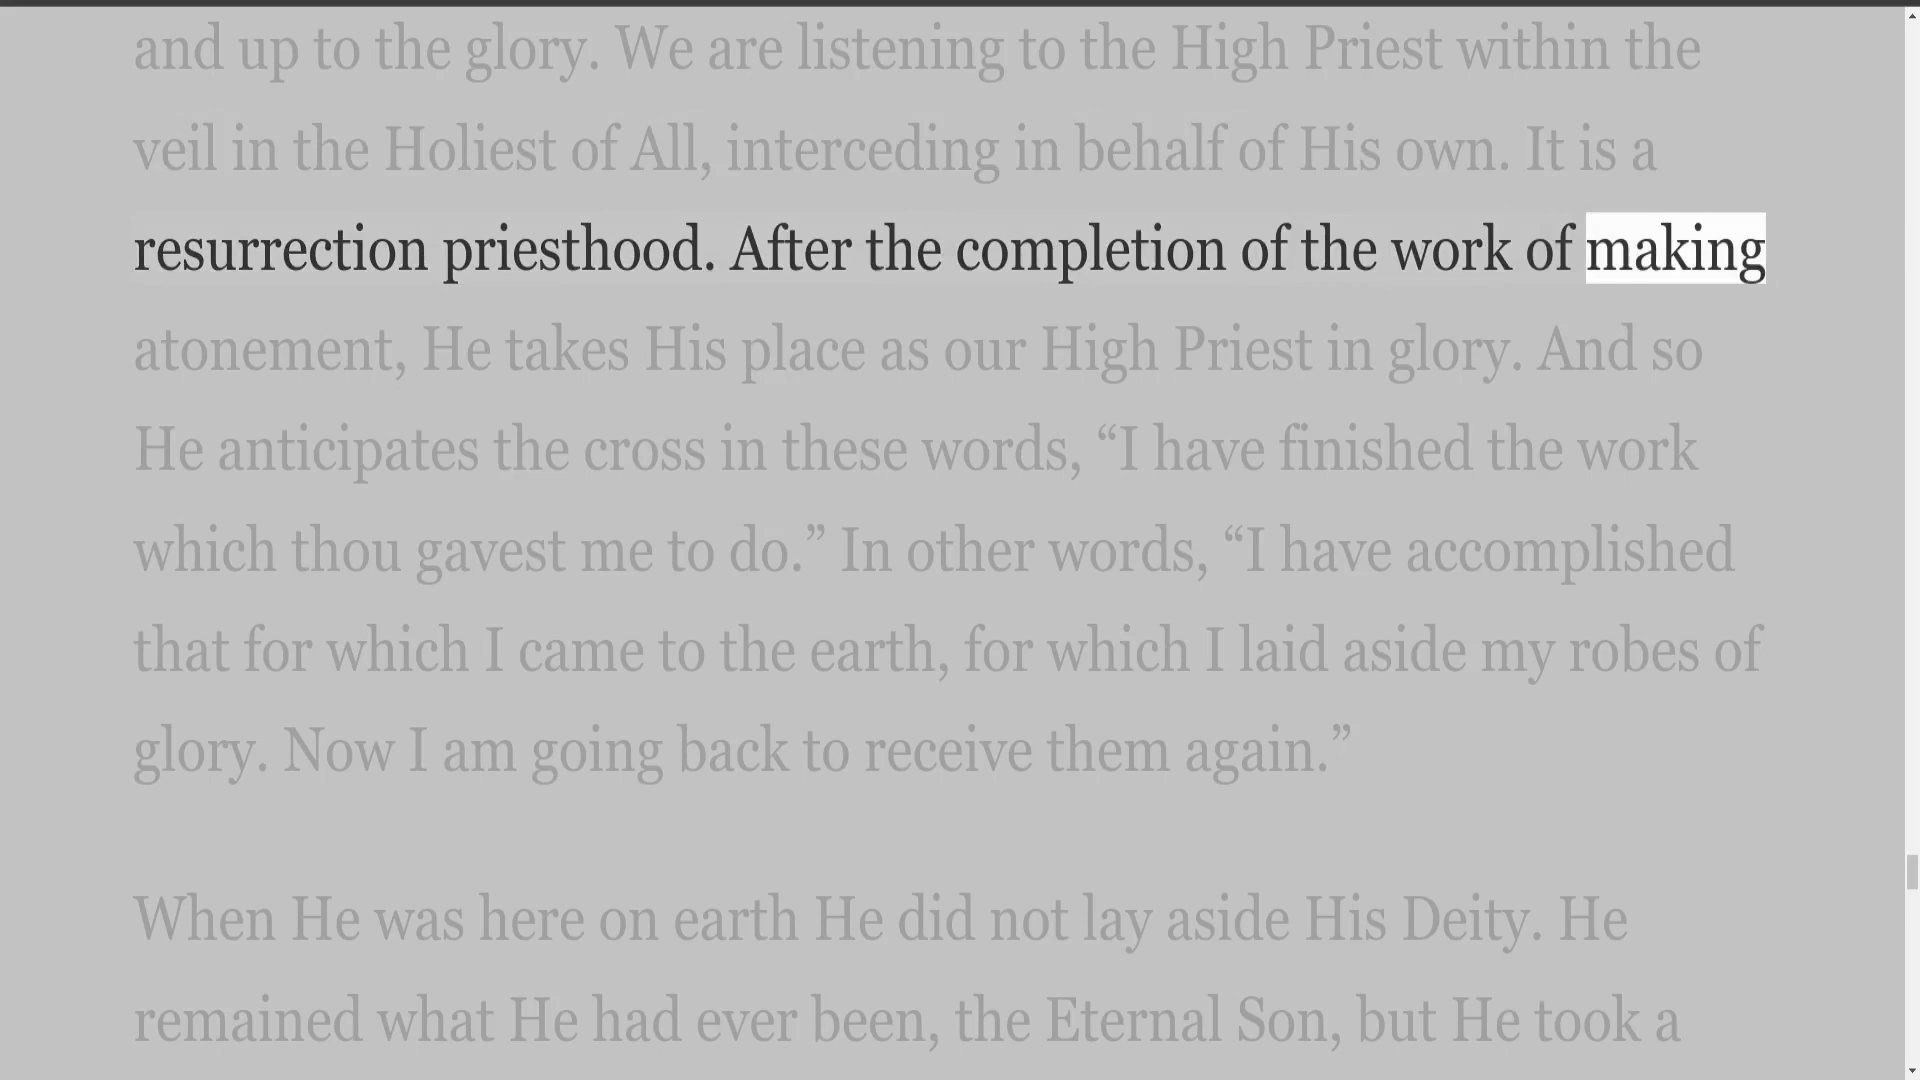 and up to the glory. We are listening to the High Priest within the
veil in the Holiest of All, interceding in behalf of His own. It is a
resurrection priesthood. After the completion of the work of making
atonement, He takes His place as our High Priest in glory. And so
He anticipates the cross in these words, “I have finished the work
which thou gavest me to do.” In other words, “I have accomplished
that for which I came to the earth, for which I laid aside my robes of
glory. Now I am going back to receive them again.”
When He was here on earth He did not lay aside His Deity. He
remained what He had ever been, the Eternal Son, but He took a